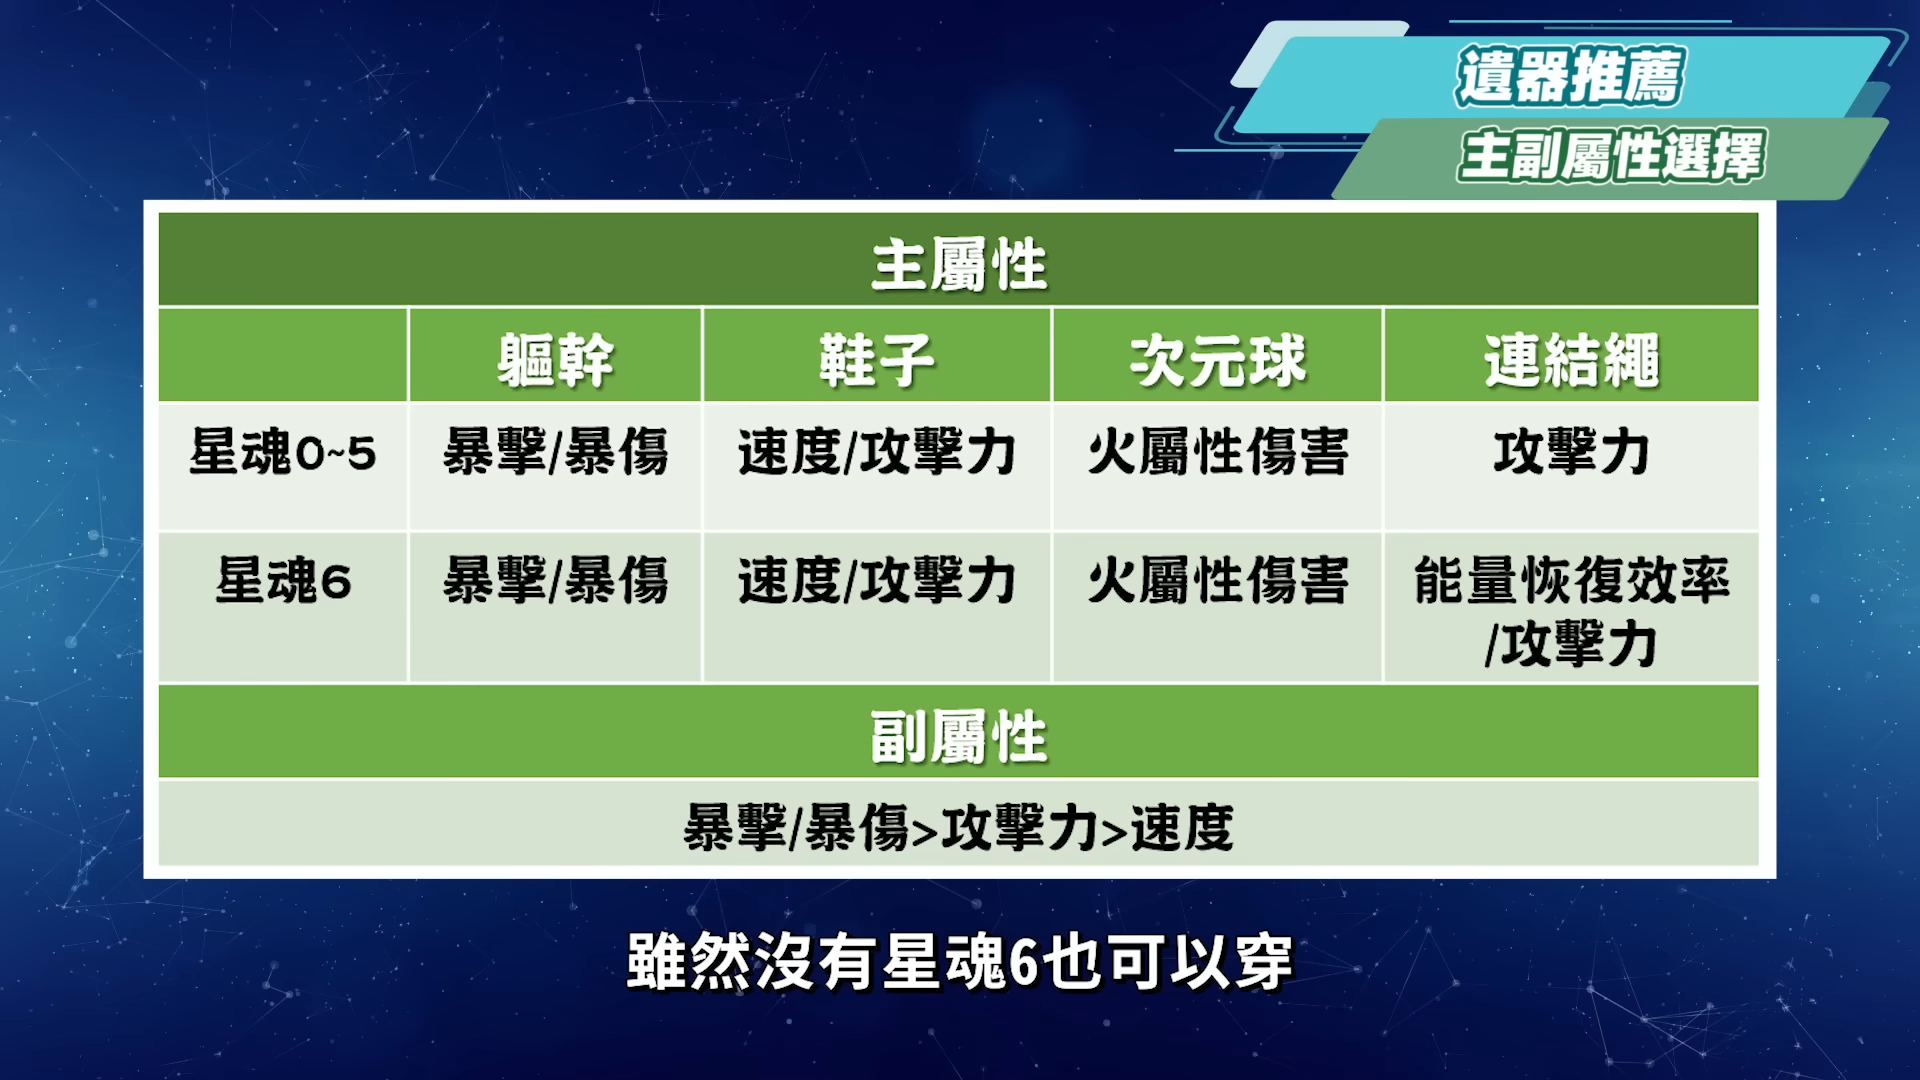 遺器推薦
主副屬性選擇
主屬性
軀幹 鞋子 次元球 連結繩
星魂0~5 暴擊/暴傷 速度/攻擊力 火屬性傷害 攻擊力
星魂6 暴擊/暴傷 速度/攻擊力 火屬性傷害 能量恢復效率
/攻擊力
副屬性
暴擊/暴傷>攻擊力>速度
雖然沒有星魂6也可以穿